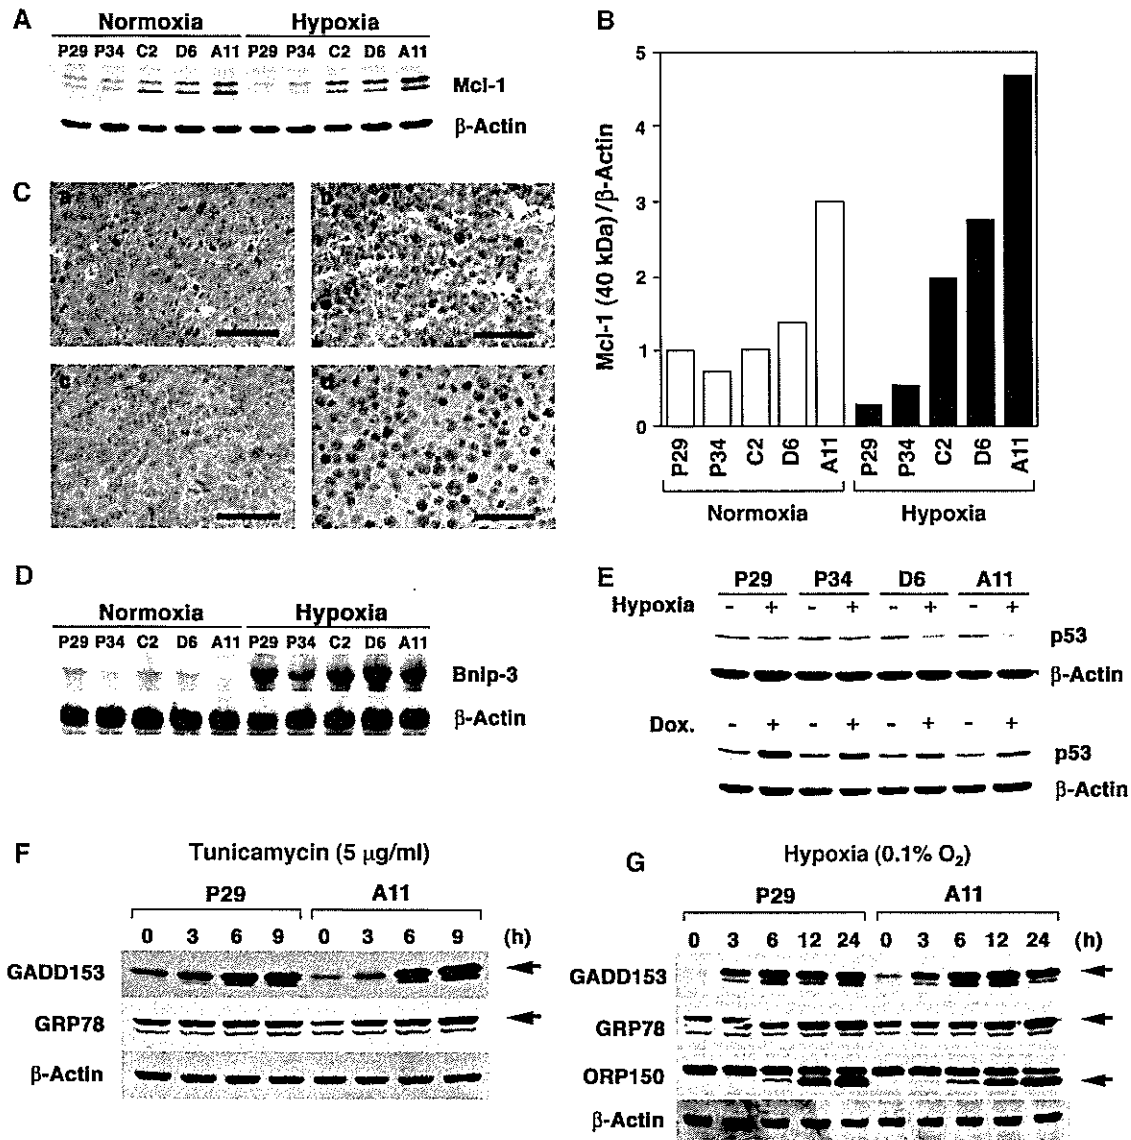 A
Normoxia Hypoxia
P29 P34 C2 D6 A11 P29 P34 C2 D6 A11
Mcl-1
β-Actin
B
Mcl-1 (40 kDa) /β-Actin
5
4
3
2
1
0
P29 P34 C2 D6 A11 P29 P34 C2 D6 A11
Normoxia Hypoxia
C
a b
c d
D
Normoxia Hypoxia
P29 P34 C2 D6 A11 P29 P34 C2 D6 A11
Bnip-3
β-Actin
E
P29 P34 D6 A11
Hypoxia - + - + - + - +
p53
β-Actin
Dox. - + - + - + - +
p53
β-Actin
F
Tunicamycin (5 μg/ml)
P29 A11
0 3 6 9 0 3 6 9 (h)
GADD153
GRP78
β-Actin
G
Hypoxia (0.1% O₂)
P29 A11
0 3 6 12 24 0 3 6 12 24 (h)
GADD153
GRP78
ORP150
β-Actin